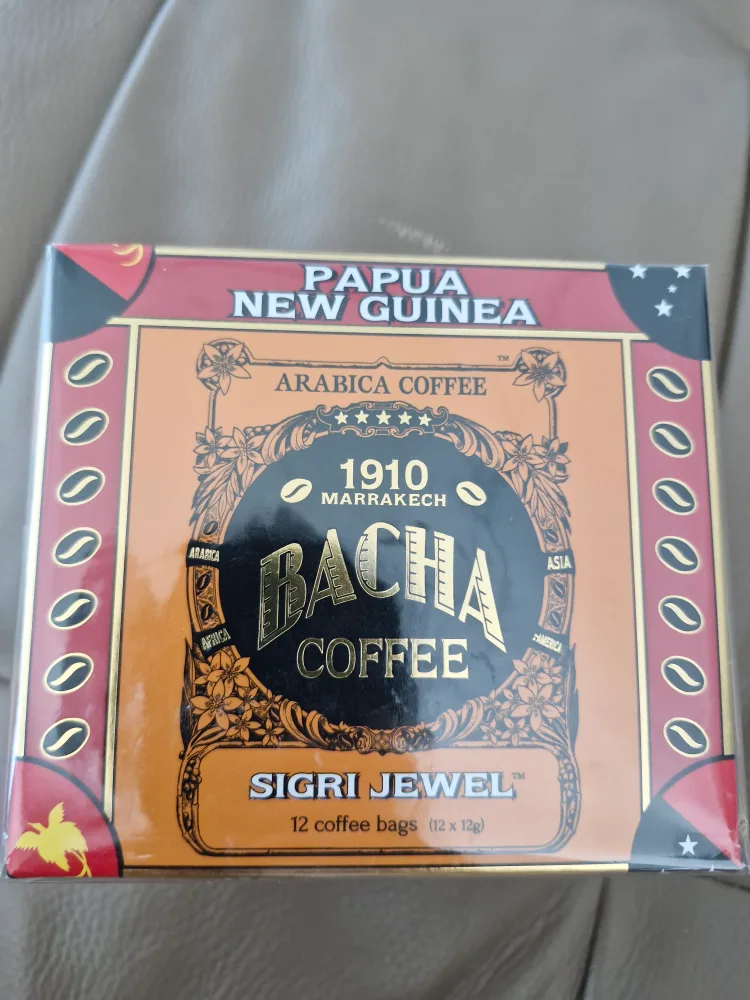 PAPUA
NEW GUINEA
ARABICA COFFEE
™
1910
MARRAKECH
ARABICA
ASIA
BACHA
COFFEE
AFRICA
AMERICA
SIGRI JEWEL™
12 coffee bags (12 x 12g)